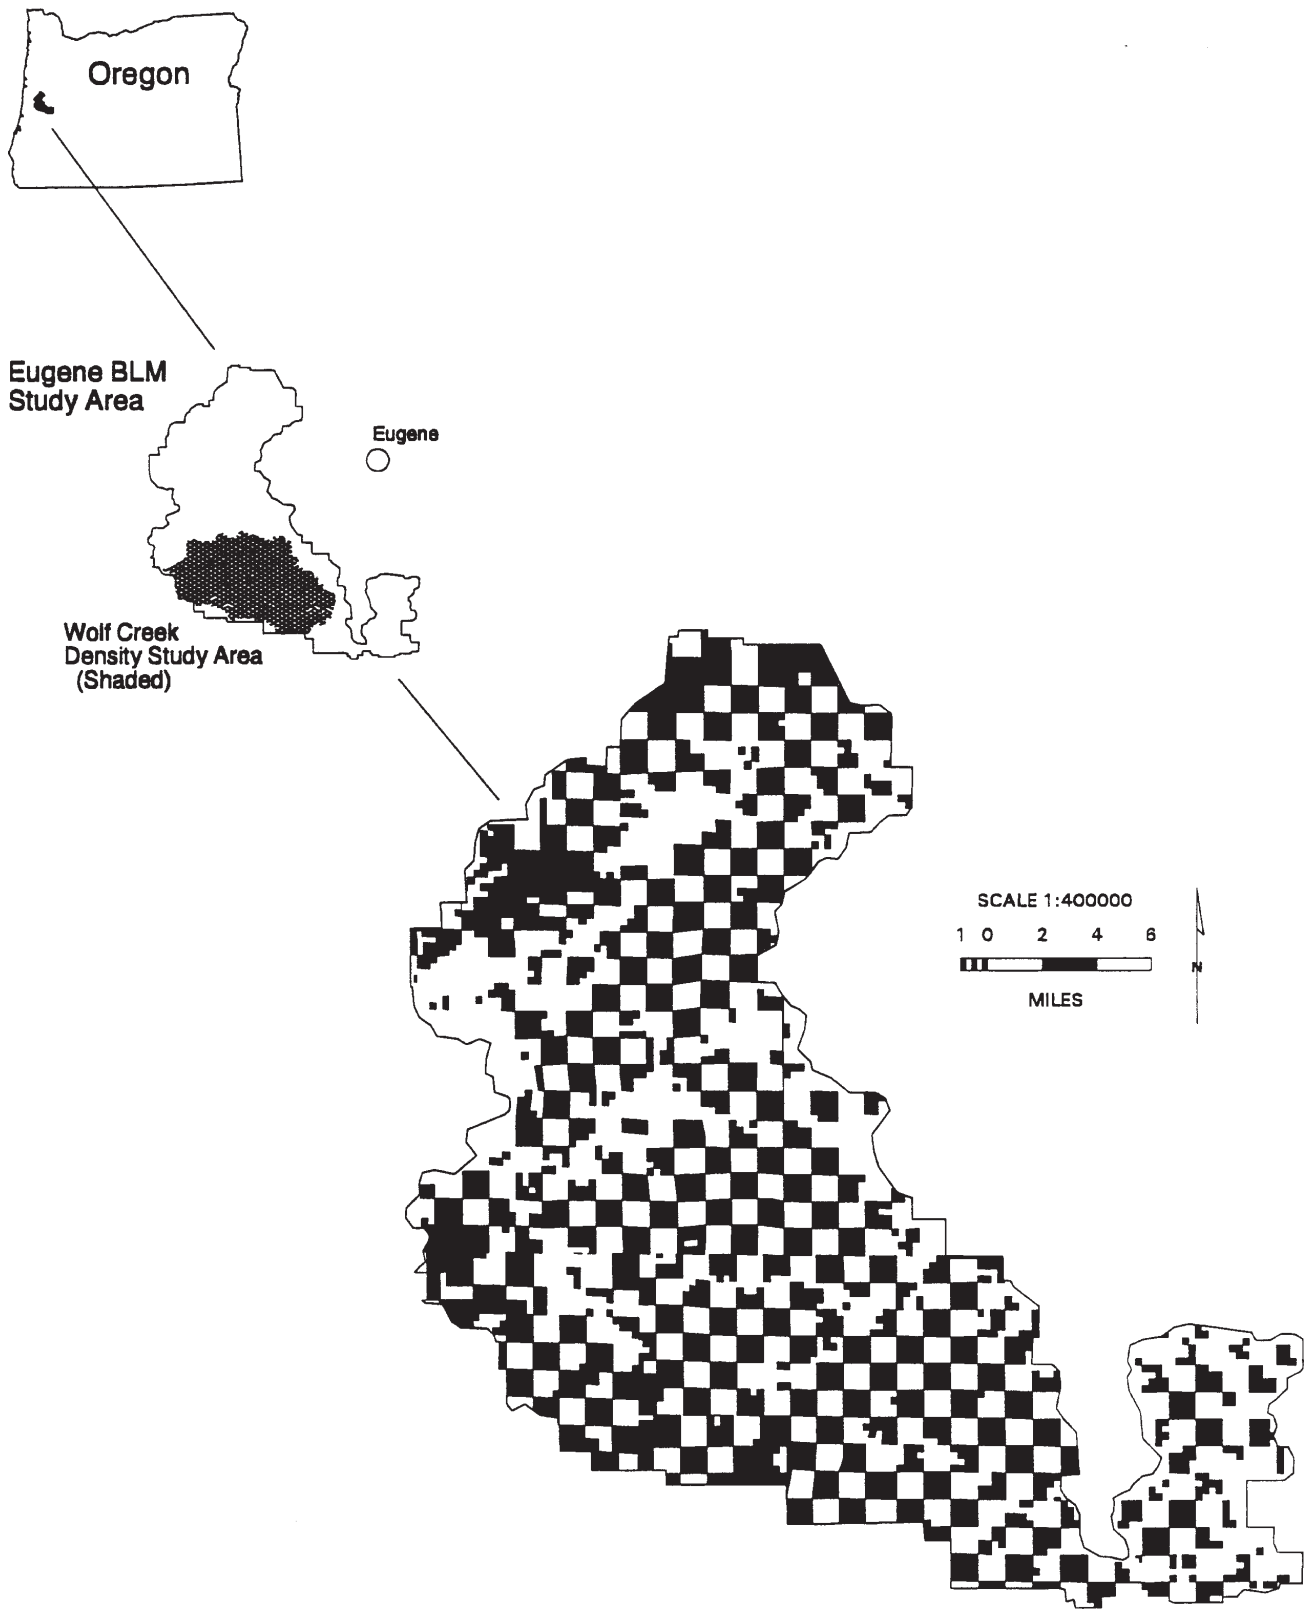 Oregon
Eugene BLM
Study Area
Eugene
Wolf Creek
Density Study Area
(Shaded)
SCALE 1:400000
1 0 2 4 6
MILES
N